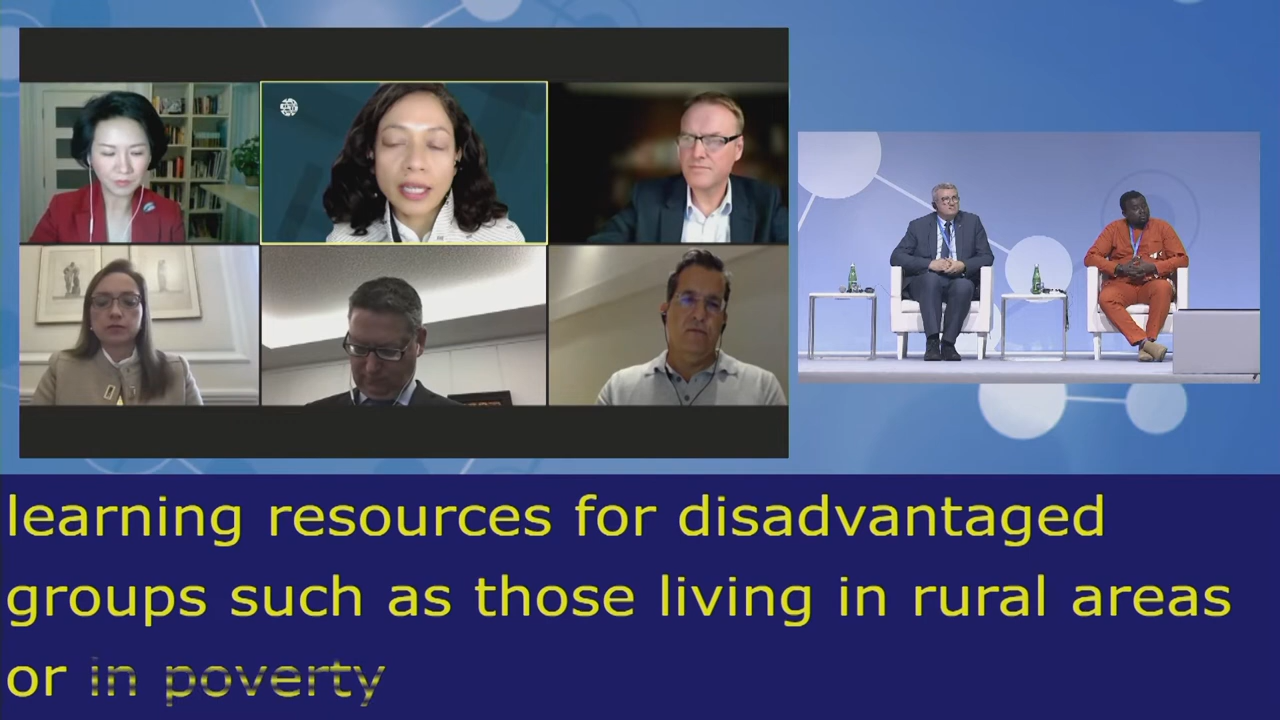 learning resources for disadvantaged
groups such as those living in rural areas
or in poverty